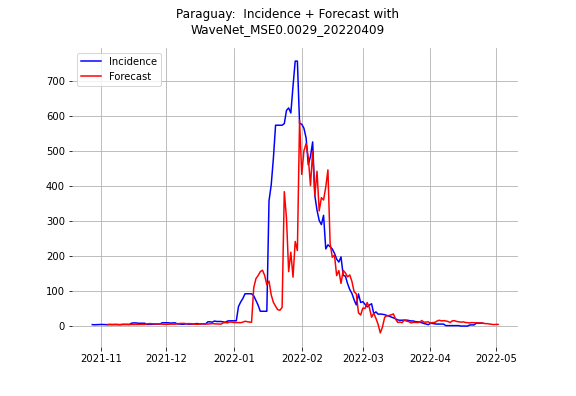 Paraguay:  Incidence + Forecast with
WaveNet_MSE0.0029_20220409
Incidence
Forecast
700
600
500
400
300
200
100
0
2021-11 2021-12 2022-01 2022-02 2022-03 2022-04 2022-05